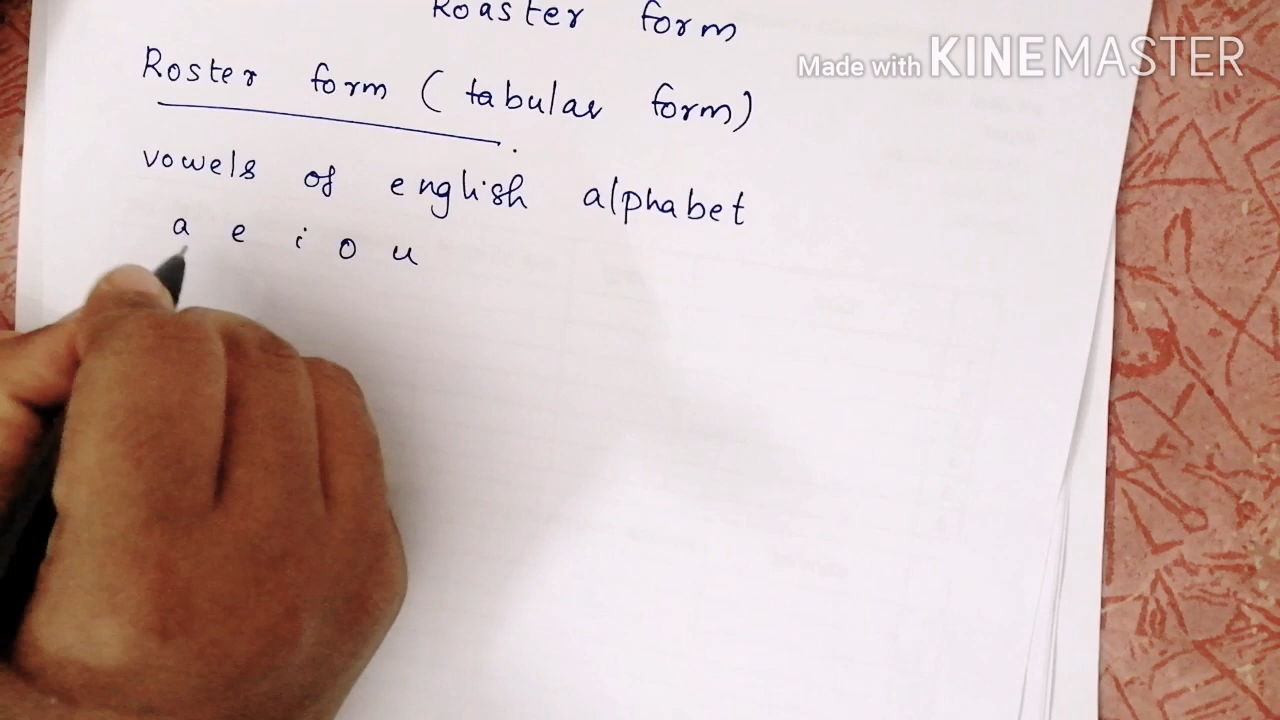 Roaster form
Made with KINEMASTER
Roster form (tabular form)
vowels of english alphabet
a e i o u